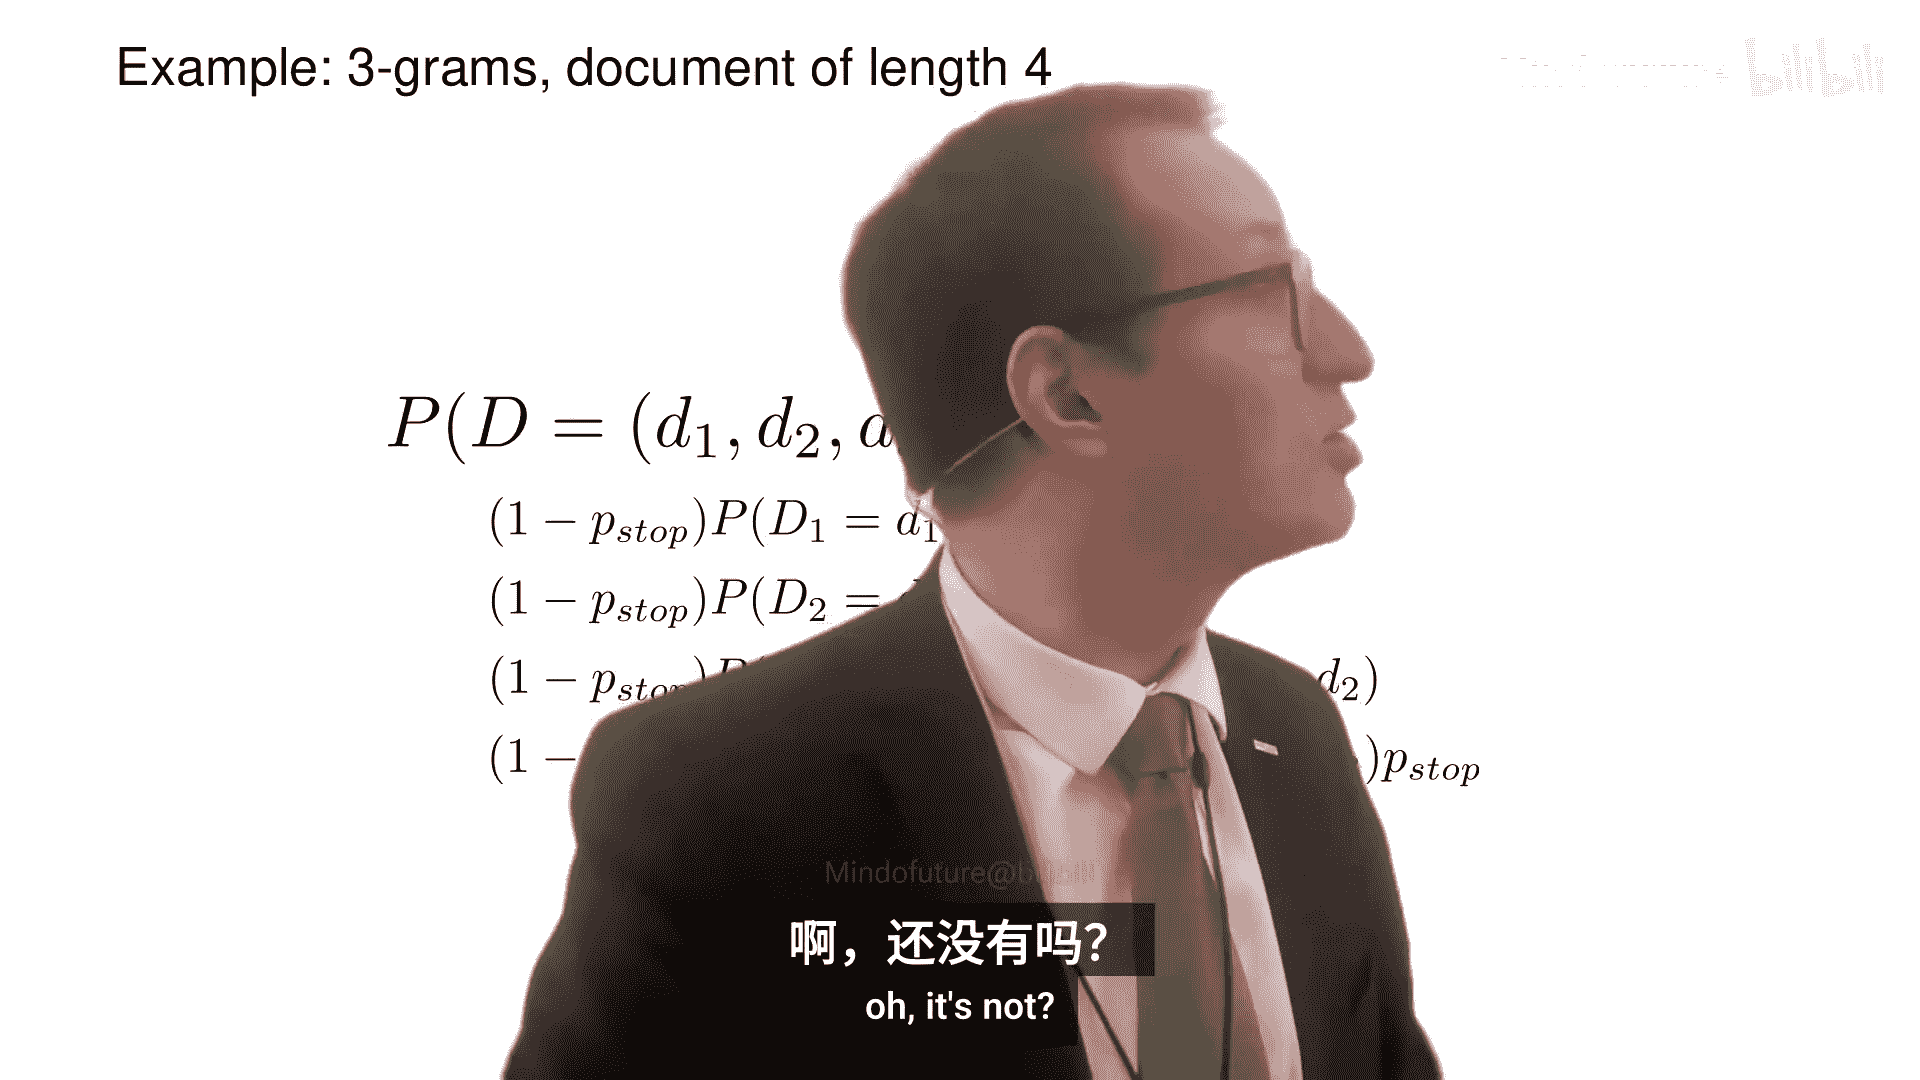 Example: 3-grams, document of length 4
bilibili
P(D = (d₁, d₂, d
(1 − pₛₜₒₚ)P(D₁ = d₁
(1 − pₛₜₒₚ)P(D₂ =
(1 − pₛₜₒₚ)P d₂)
(1 − )pₛₜₒₚ
Mindofuture@bilibili
啊，还没有吗？
oh, it's not?